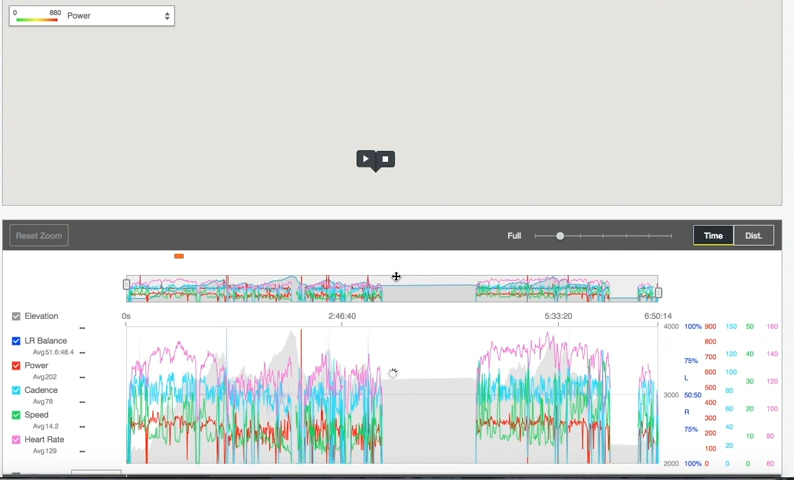 0 880 Power
Reset Zoom Full Time Dist.
Elevation
--
LR Balance
Avg51.6:48.4 --
Power
Avg202 --
Cadence
Avg78 --
Speed
Avg14.2 --
Heart Rate
Avg129 --
0s 2:46:40 5:33:20 6:50:14
4000 100% 900 150 50 160
800
75% 700 120 40 140
600 100
L 500 30 120
3000 50:50 400 80
R 300 60 20 100
75% 200 40 10 80
100 20
2000 100% 0 0 0 60